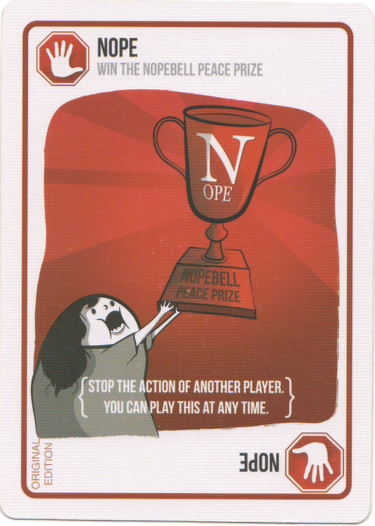 NOPE
WIN THE NOPEBELL PEACE PRIZE
N
OPE
NOPEBELL
PEACE PRIZE
STOP THE ACTION OF ANOTHER PLAYER.
YOU CAN PLAY THIS AT ANY TIME.
ORIGINAL
EDITION
NOPE